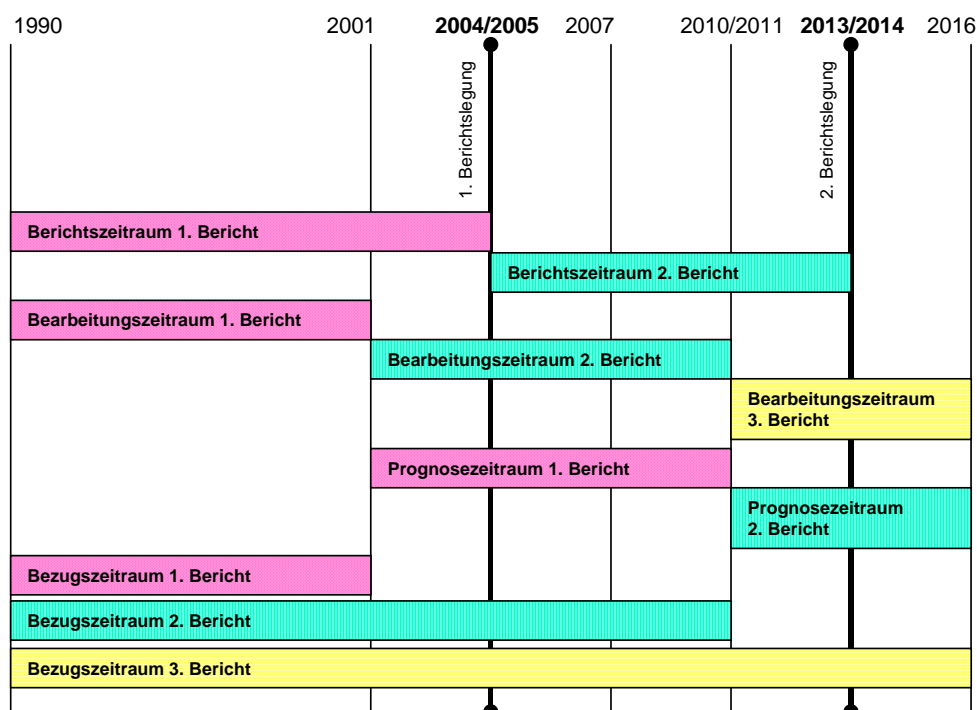 1990 2001 2004/2005 2007 2010/2011 2013/2014 2016
1. Berichtslegung
2. Berichtslegung
Berichtszeitraum 1. Bericht
Berichtszeitraum 2. Bericht
Bearbeitungszeitraum 1. Bericht
Bearbeitungszeitraum 2. Bericht
Bearbeitungszeitraum
3. Bericht
Prognosezeitraum 1. Bericht
Prognosezeitraum
2. Bericht
Bezugszeitraum 1. Bericht
Bezugszeitraum 2. Bericht
Bezugszeitraum 3. Bericht